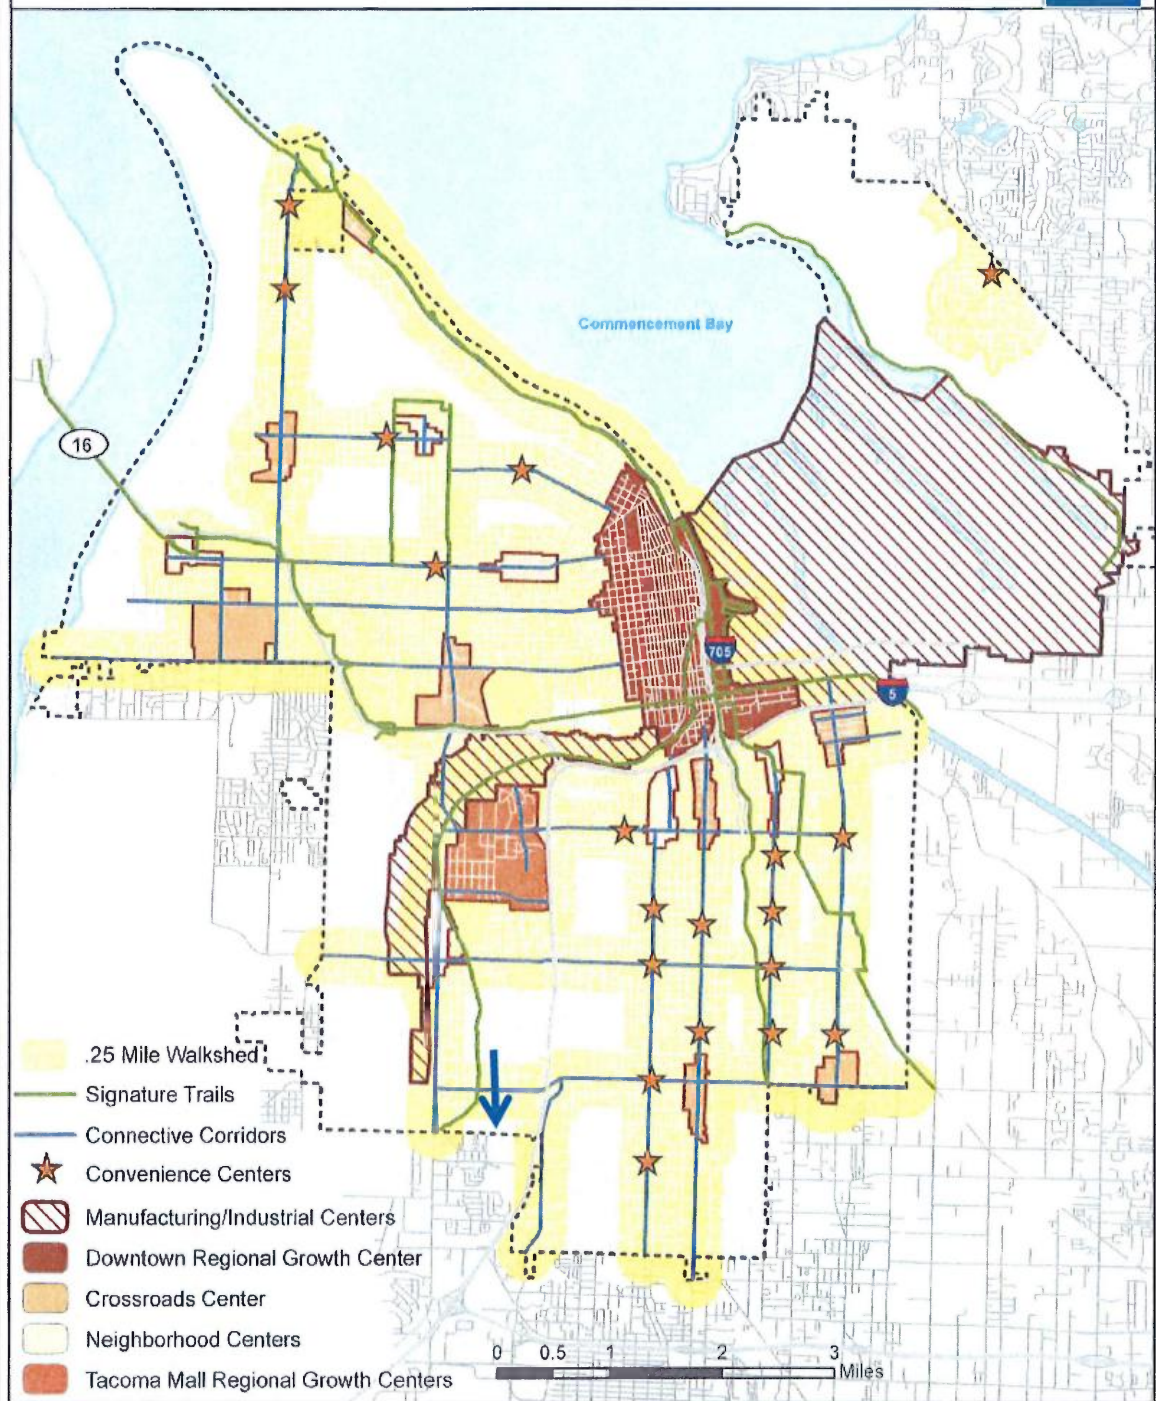 Commencement Bay
16
705
5
.25 Mile Walkshed
Signature Trails
Connective Corridors
Convenience Centers
Manufacturing/Industrial Centers
Downtown Regional Growth Center
Crossroads Center
Neighborhood Centers
Tacoma Mall Regional Growth Centers
0 0.5 1 2 3
Miles